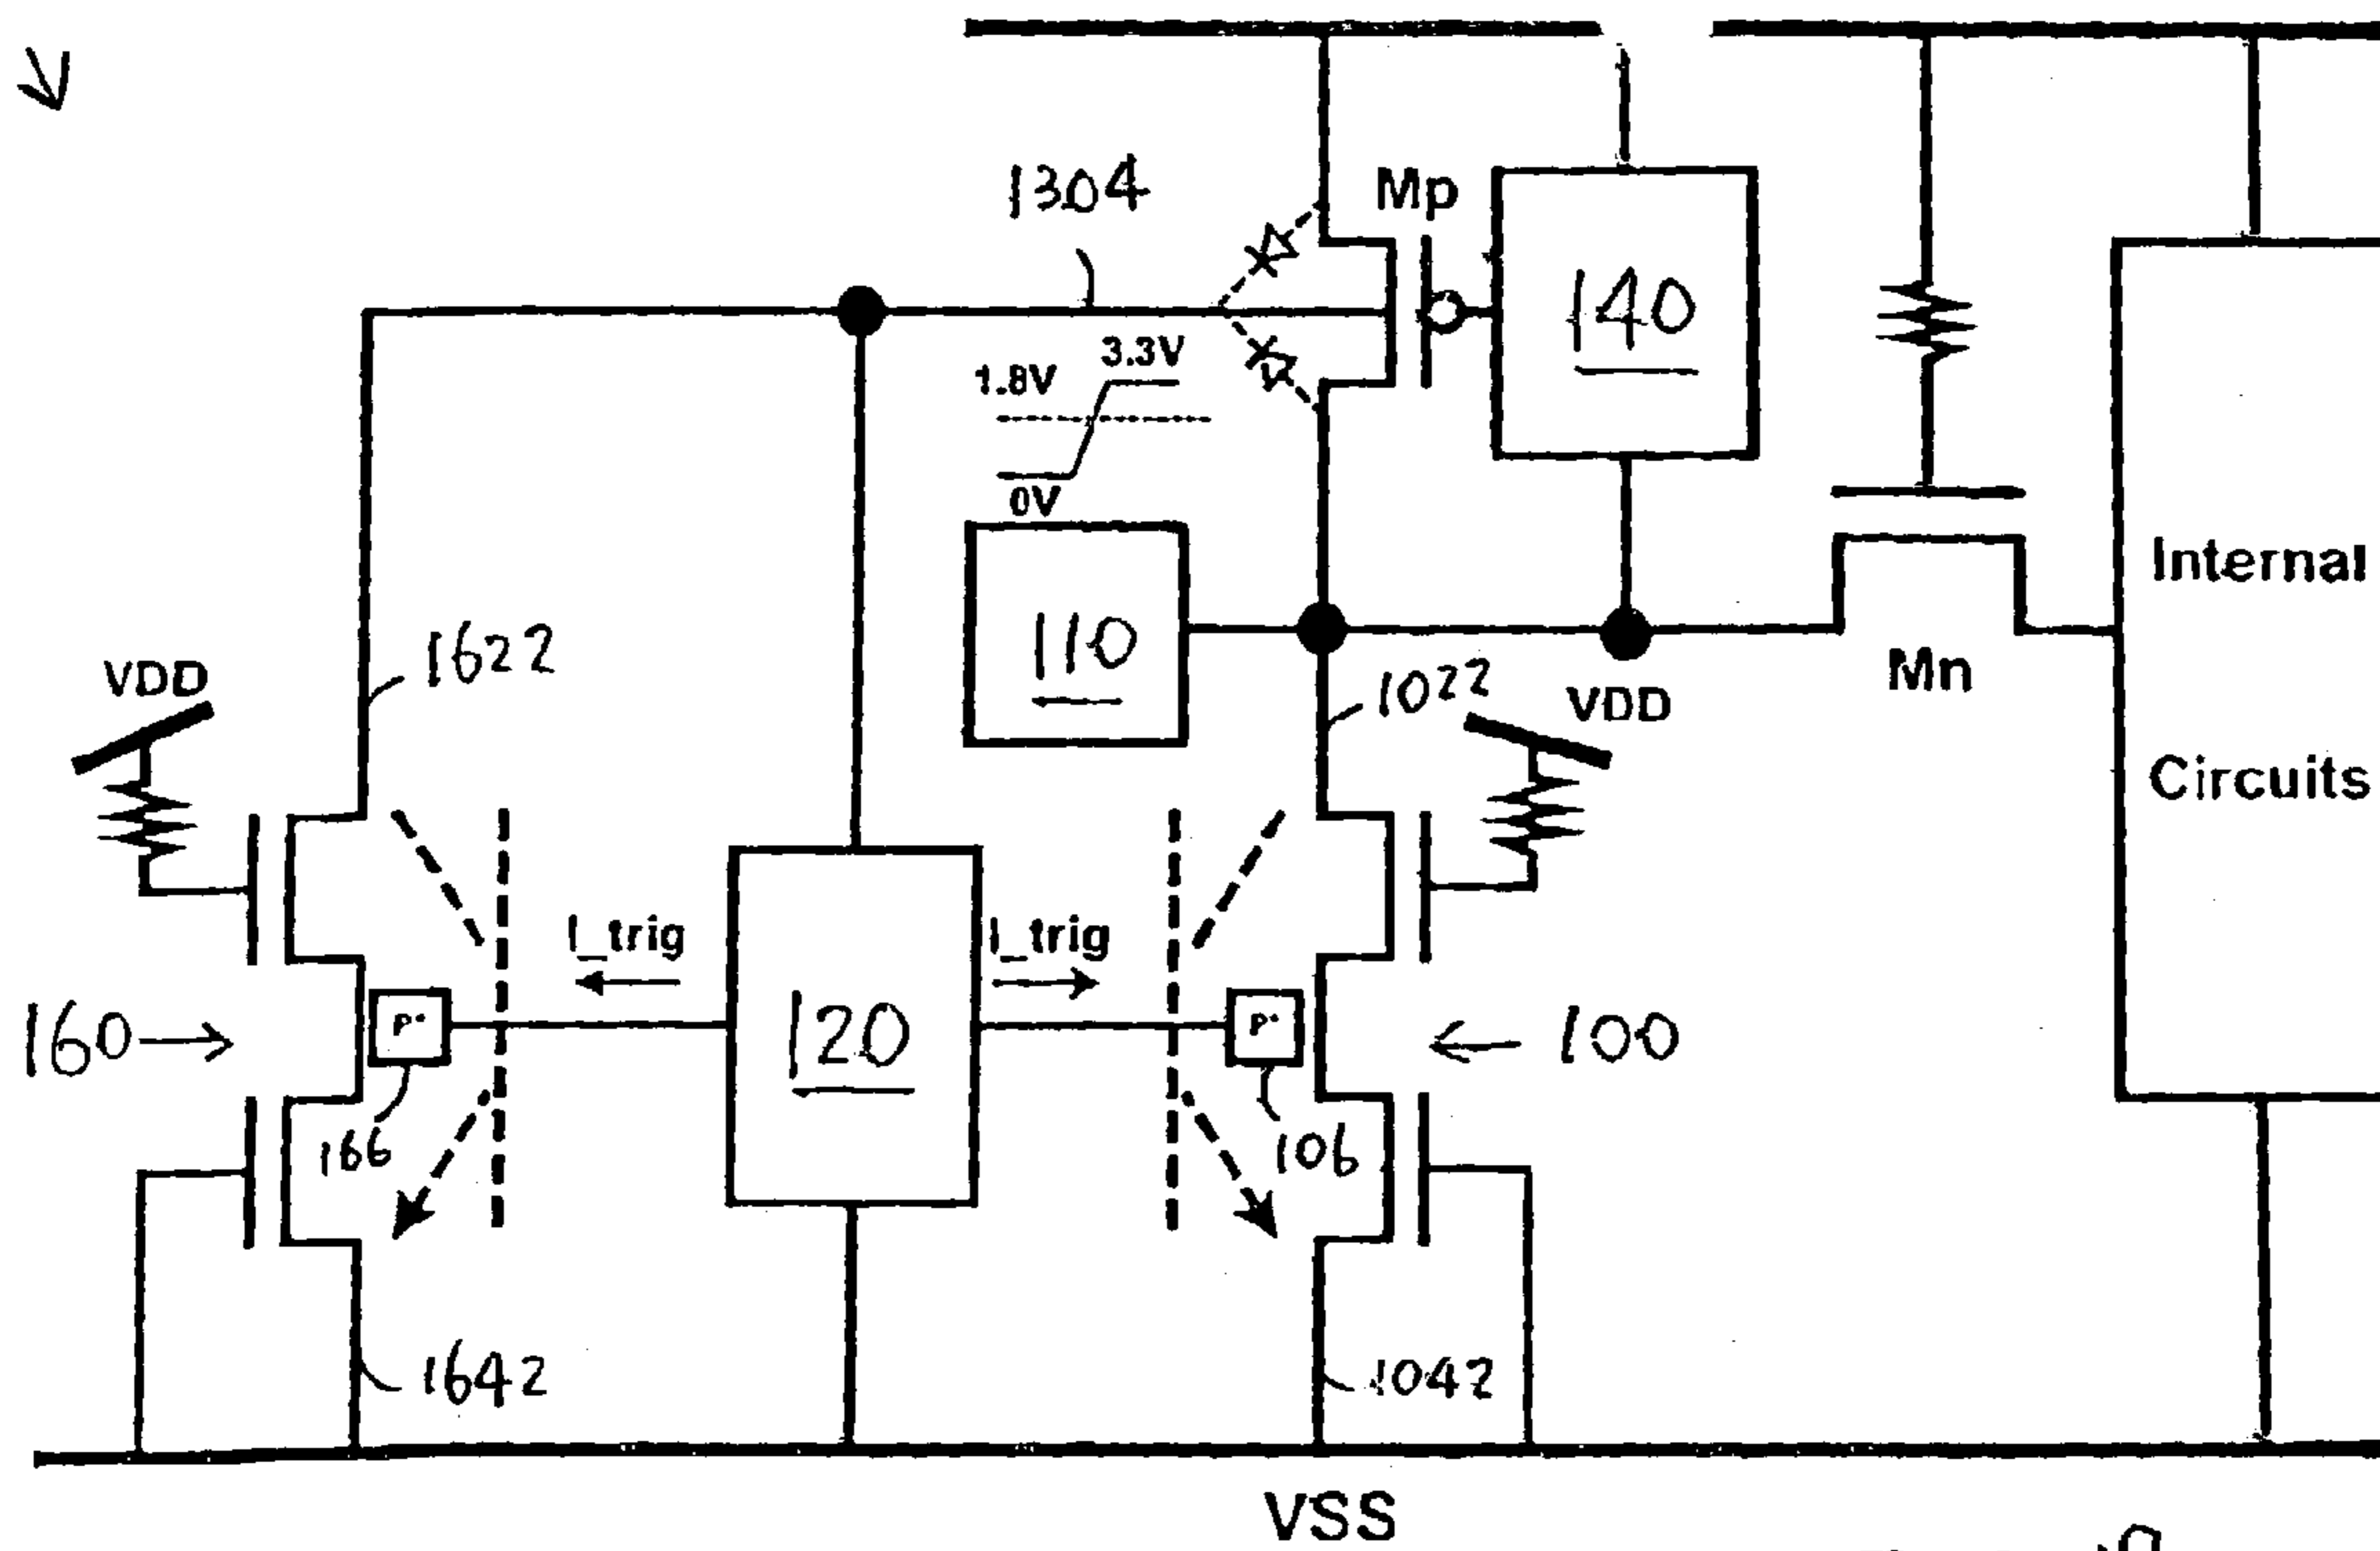 1304
Mp
140
3.3V
1.8V
0V
110
Internal
1622
1022
VDD
VDD
Mn
Circuits
I_trig
I_trig
P+
P+
160
120
100
166
106
1642
1042
VSS